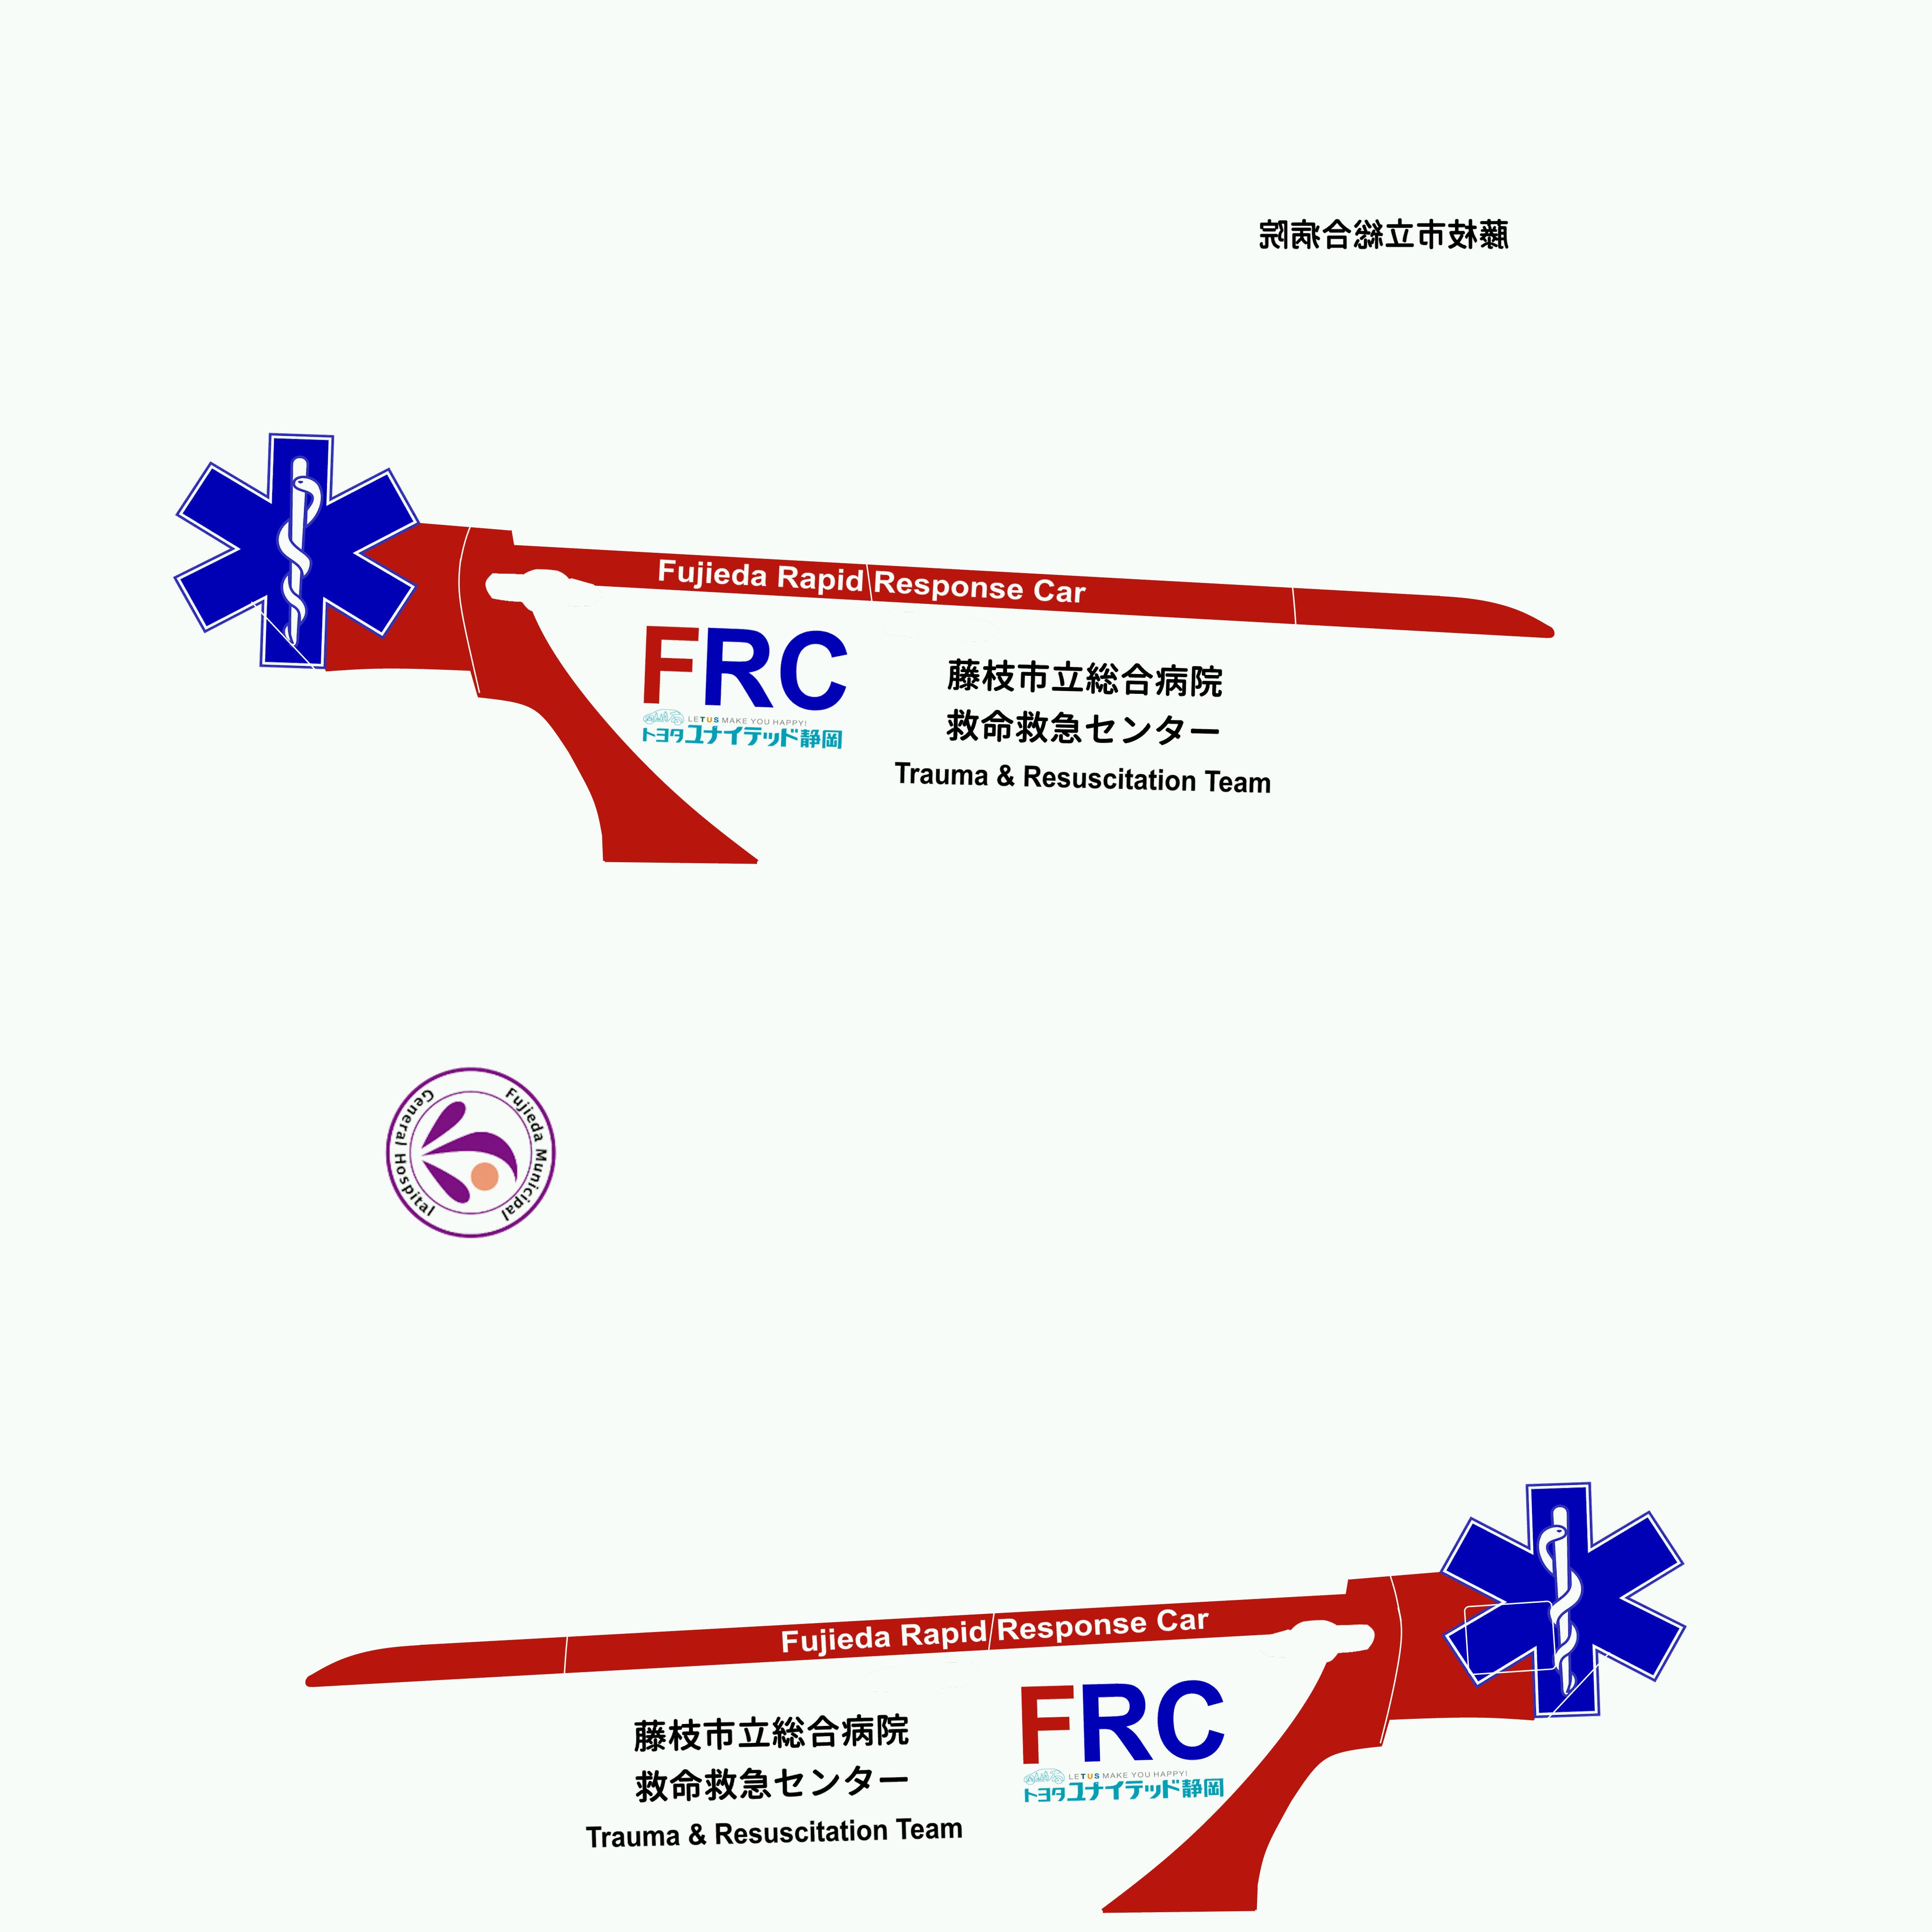 藤枝市立総合病院
Fujieda Rapid Response Car
FRC
LET US MAKE YOU HAPPY!
トヨタユナイテッド静岡
藤枝市立総合病院
救命救急センター
Trauma & Resuscitation Team
Fujieda Municipal
General Hospital
Fujieda Rapid Response Car
FRC
LET US MAKE YOU HAPPY!
トヨタユナイテッド静岡
藤枝市立総合病院
救命救急センター
Trauma & Resuscitation Team